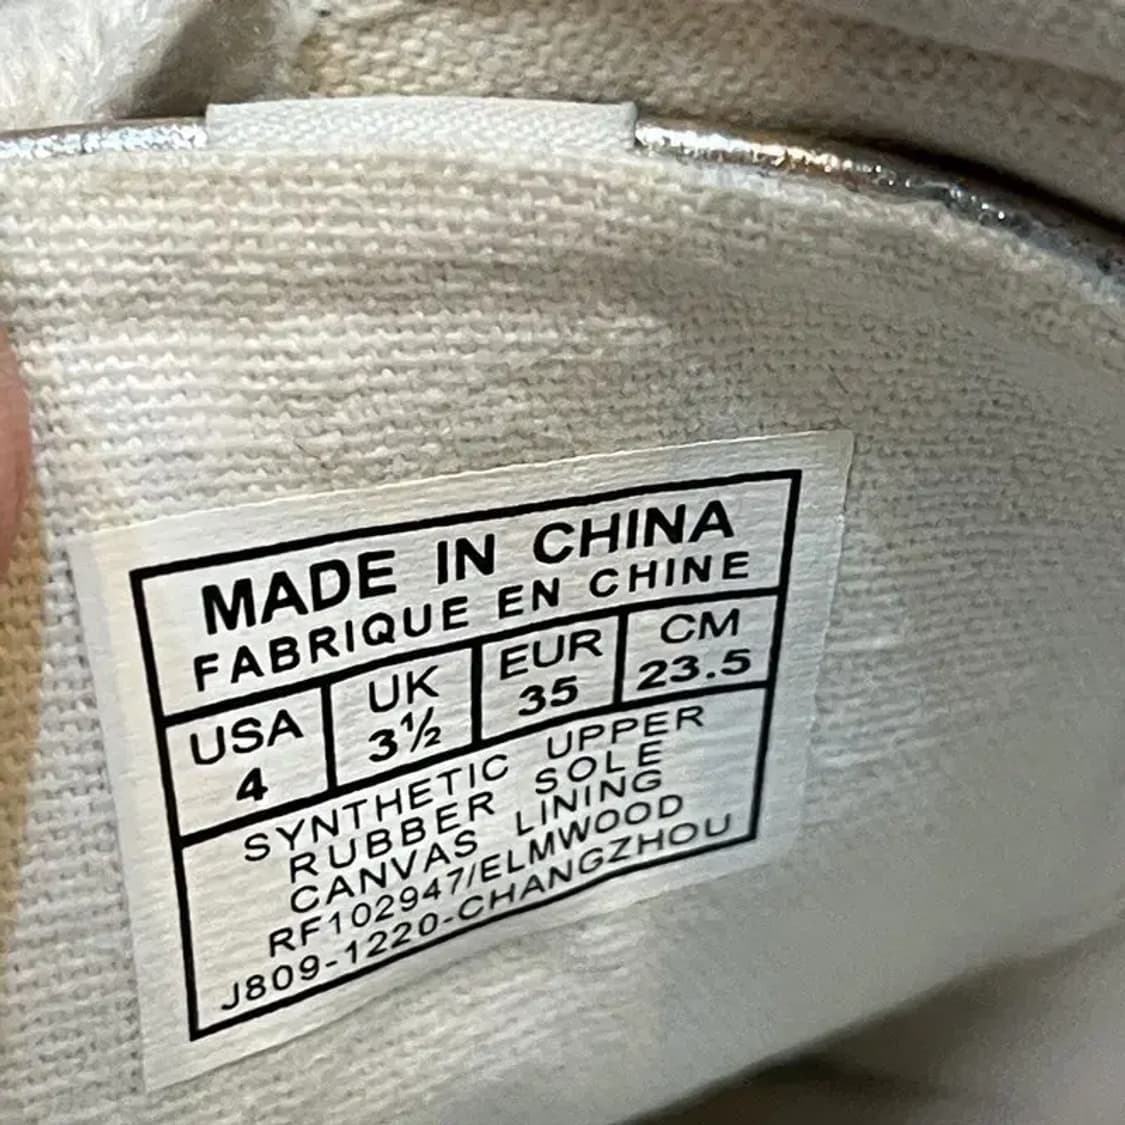 MADE IN CHINA
FABRIQUE EN CHINE
USA UK EUR CM
4 3½ 35 23.5
SYNTHETIC UPPER
RUBBER SOLE
CANVAS LINING
RF102947/ELMWOOD
J809-1220-CHANGZHOU